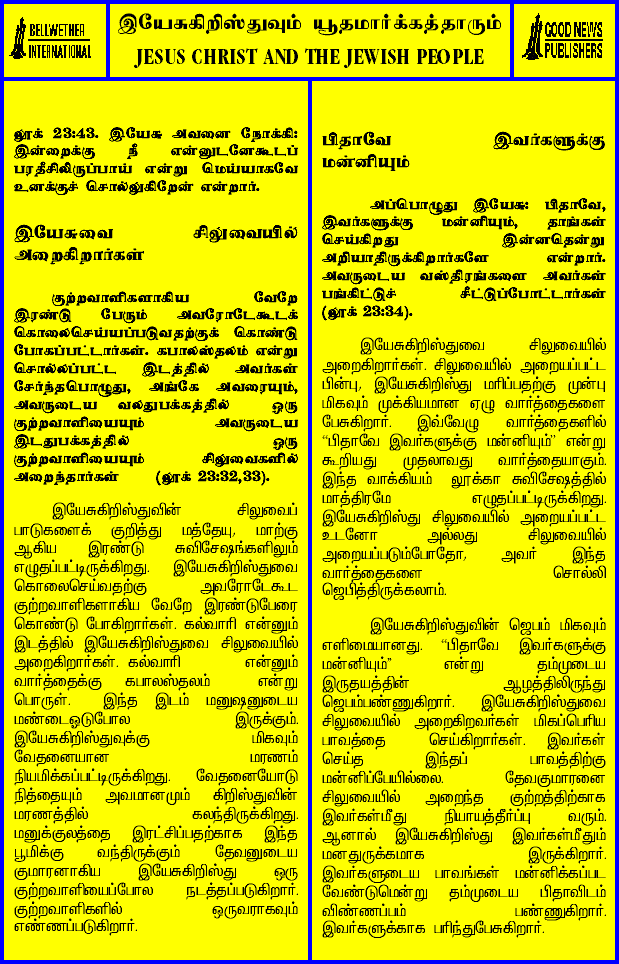 BELLWETHER
INTERNATIONAL
இயேசுகிறிஸ்துவும் யூதமார்க்கத்தாரும்
JESUS CHRIST AND THE JEWISH PEOPLE
GOOD NEWS
PUBLISHERS
லூக் 23:43. இயேசு அவனை நோக்கி:
இன்றைக்கு நீ என்னுடனேகூடப்
பரதீசிலிருப்பாய் என்று மெய்யாகவே
உனக்குச் சொல்லுகிறேன் என்றார்.
இயேசுவை சிலுவையில்
அறைகிறார்கள்
குற்றவாளிகளாகிய வேறே
இரண்டு பேரும் அவரோடேகூடக்
கொலைசெய்யப்படுவதற்குக் கொண்டு
போகப்பட்டார்கள். கபாலஸ்தலம் என்று
சொல்லப்பட்ட இடத்தில் அவர்கள்
சேர்ந்தபொழுது, அங்கே அவரையும்,
அவருடைய வலதுபக்கத்தில் ஒரு
குற்றவாளியையும் அவருடைய
இடதுபக்கத்தில் ஒரு
குற்றவாளியையும் சிலுவைகளில்
அறைந்தார்கள் (லூக் 23:32,33).
இயேசுகிறிஸ்துவின் சிலுவைப்
பாடுகளைக் குறித்து மத்தேயு, மாற்கு
ஆகிய இரண்டு சுவிசேஷங்களிலும்
எழுதப்பட்டிருக்கிறது. இயேசுகிறிஸ்துவை
கொலைசெய்வதற்கு அவரோடேகூட
குற்றவாளிகளாகிய வேறே இரண்டுபேரை
கொண்டு போகிறார்கள். கல்வாரி என்னும்
இடத்தில் இயேசுகிறிஸ்துவை சிலுவையில்
அறைகிறார்கள். கல்வாரி என்னும்
வார்த்தைக்கு கபாலஸ்தலம் என்று
பொருள். இந்த இடம் மனுஷனுடைய
மண்டைஓடுபோல இருக்கும்.
இயேசுகிறிஸ்துவுக்கு மிகவும்
வேதனையான மரணம்
நியமிக்கப்பட்டிருக்கிறது. வேதனையோடு
நித்தையும் அவமானமும் கிறிஸ்துவின்
மரணத்தில் கலந்திருக்கிறது.
மனுக்குலத்தை இரட்சிப்பதற்காக இந்த
பூமிக்கு வந்திருக்கும் தேவனுடைய
குமாரனாகிய இயேசுகிறிஸ்து ஒரு
குற்றவாளியைப்போல நடத்தப்படுகிறார்.
குற்றவாளிகளில் ஒருவராகவும்
எண்ணப்படுகிறார்.
பிதாவே இவர்களுக்கு
மன்னியும்
அப்பொழுது இயேசு: பிதாவே,
இவர்களுக்கு மன்னியும், தாங்கள்
செய்கிறது இன்னதென்று
அறியாதிருக்கிறார்களே என்றார்.
அவருடைய வஸ்திரங்களை அவர்கள்
பங்கிட்டுச் சீட்டுப்போட்டார்கள்
(லூக் 23:34).
இயேசுகிறிஸ்துவை சிலுவையில்
அறைகிறார்கள். சிலுவையில் அறையப்பட்ட
பின்பு, இயேசுகிறிஸ்து மரிப்பதற்கு முன்பு
மிகவும் முக்கியமான ஏழு வார்த்தைகளை
பேசுகிறார். இவ்வேழு வார்த்தைகளில்
“பிதாவே இவர்களுக்கு மன்னியும்” என்று
கூறியது முதலாவது வார்த்தையாகும்.
இந்த வாக்கியம் லூக்கா சுவிசேஷத்தில்
மாத்திரமே எழுதப்பட்டிருக்கிறது.
இயேசுகிறிஸ்து சிலுவையில் அறையப்பட்ட
உடனோ அல்லது சிலுவையில்
அறையப்படும்போதோ, அவர் இந்த
வார்த்தைகளை சொல்லி
ஜெபித்திருக்கலாம்.
இயேசுகிறிஸ்துவின் ஜெபம் மிகவும்
எளிமையானது. “பிதாவே இவர்களுக்கு
மன்னியும்” என்று தம்முடைய
இருதயத்தின் ஆழத்திலிருந்து
ஜெபம்பண்ணுகிறார். இயேசுகிறிஸ்துவை
சிலுவையில் அறைகிறவர்கள் மிகப்பெரிய
பாவத்தை செய்கிறார்கள். இவர்கள்
செய்த இந்தப் பாவத்திற்கு
மன்னிப்பேயில்லை. தேவகுமாரனை
சிலுவையில் அறைந்த குற்றத்திற்காக
இவர்கள்மீது நியாயத்தீர்ப்பு வரும்.
ஆனால் இயேசுகிறிஸ்து இவர்கள்மீதும்
மனதுருக்கமாக இருக்கிறார்.
இவர்களுடைய பாவங்கள் மன்னிக்கப்பட
வேண்டுமென்று தம்முடைய பிதாவிடம்
விண்ணப்பம் பண்ணுகிறார்.
இவர்களுக்காக பரிந்துபேசுகிறார்.